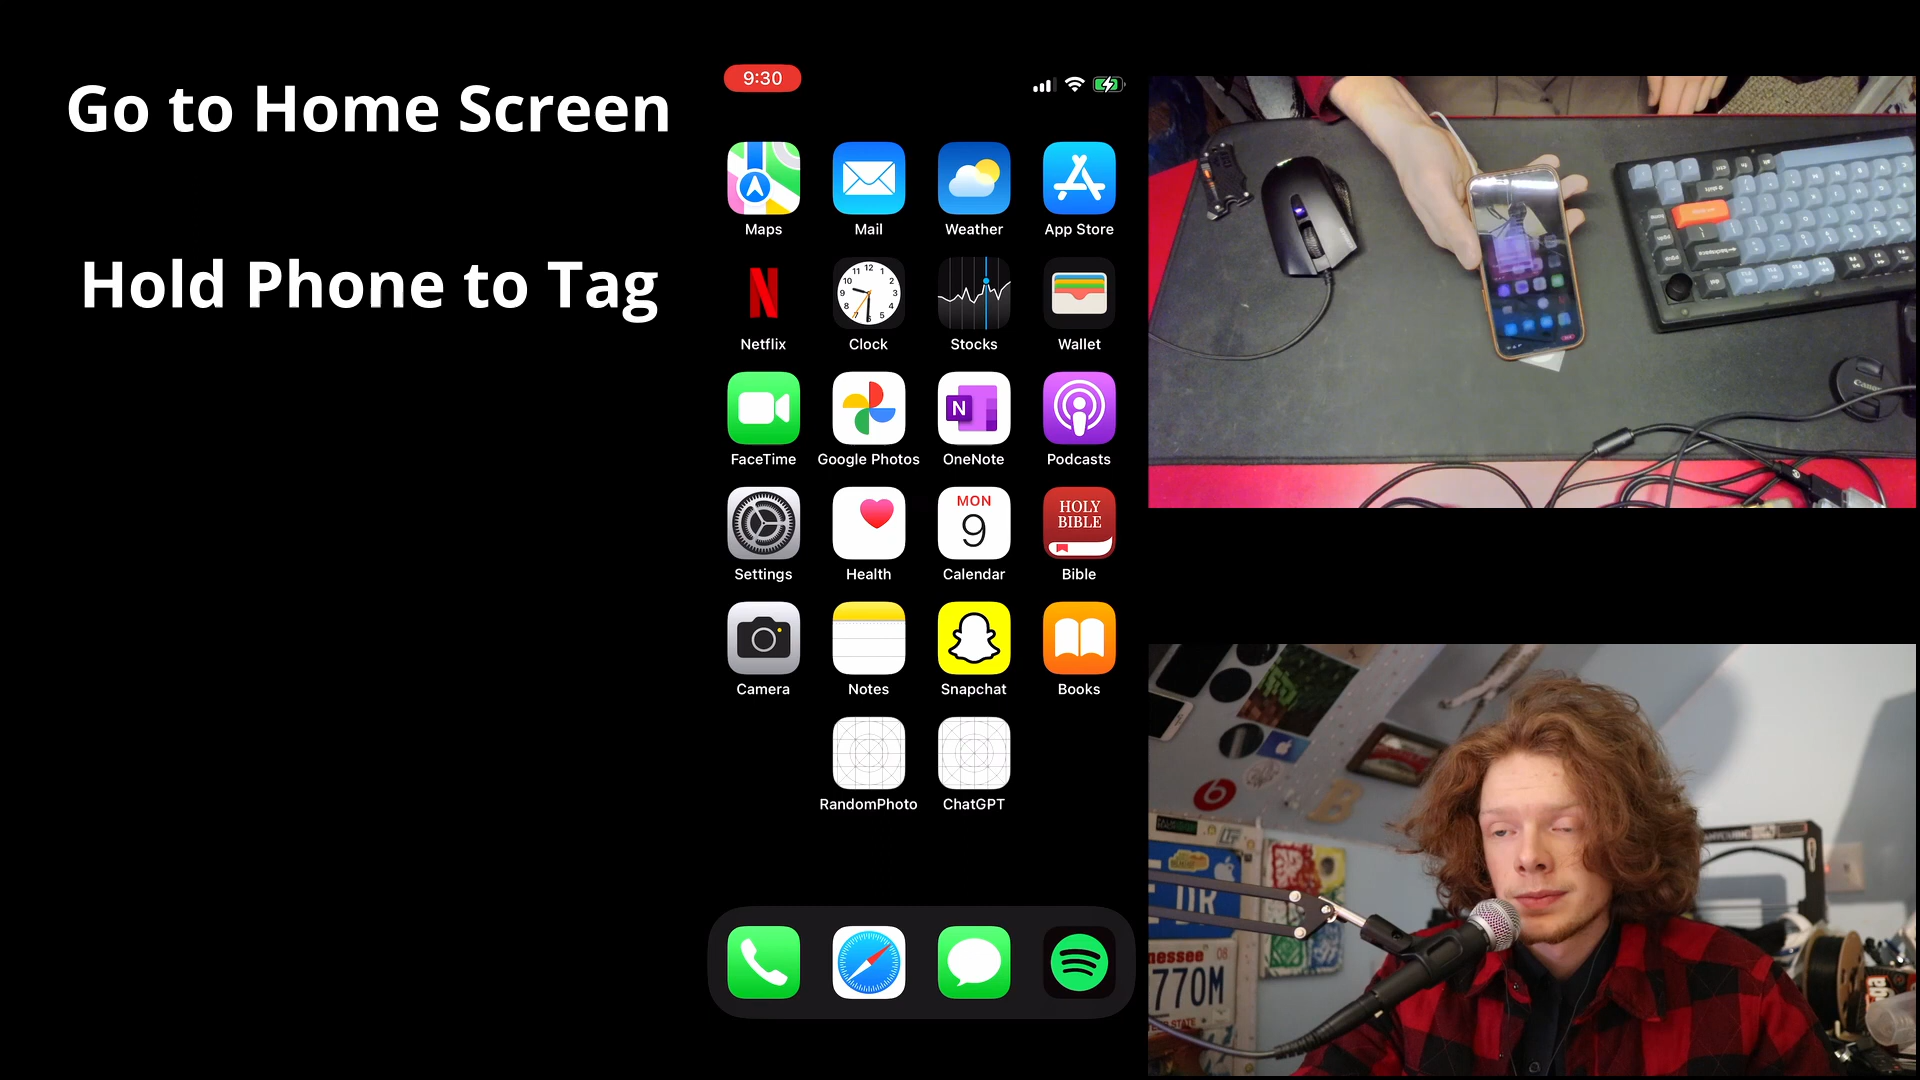 Go to Home Screen
Hold Phone to Tag
9:30
Maps
Mail
Weather
App Store
Netflix
Clock
Stocks
Wallet
FaceTime
Google Photos
OneNote
Podcasts
MON
9
HOLY
BIBLE
Settings
Health
Calendar
Bible
Camera
Notes
Snapchat
Books
RandomPhoto
ChatGPT
Canon
770M